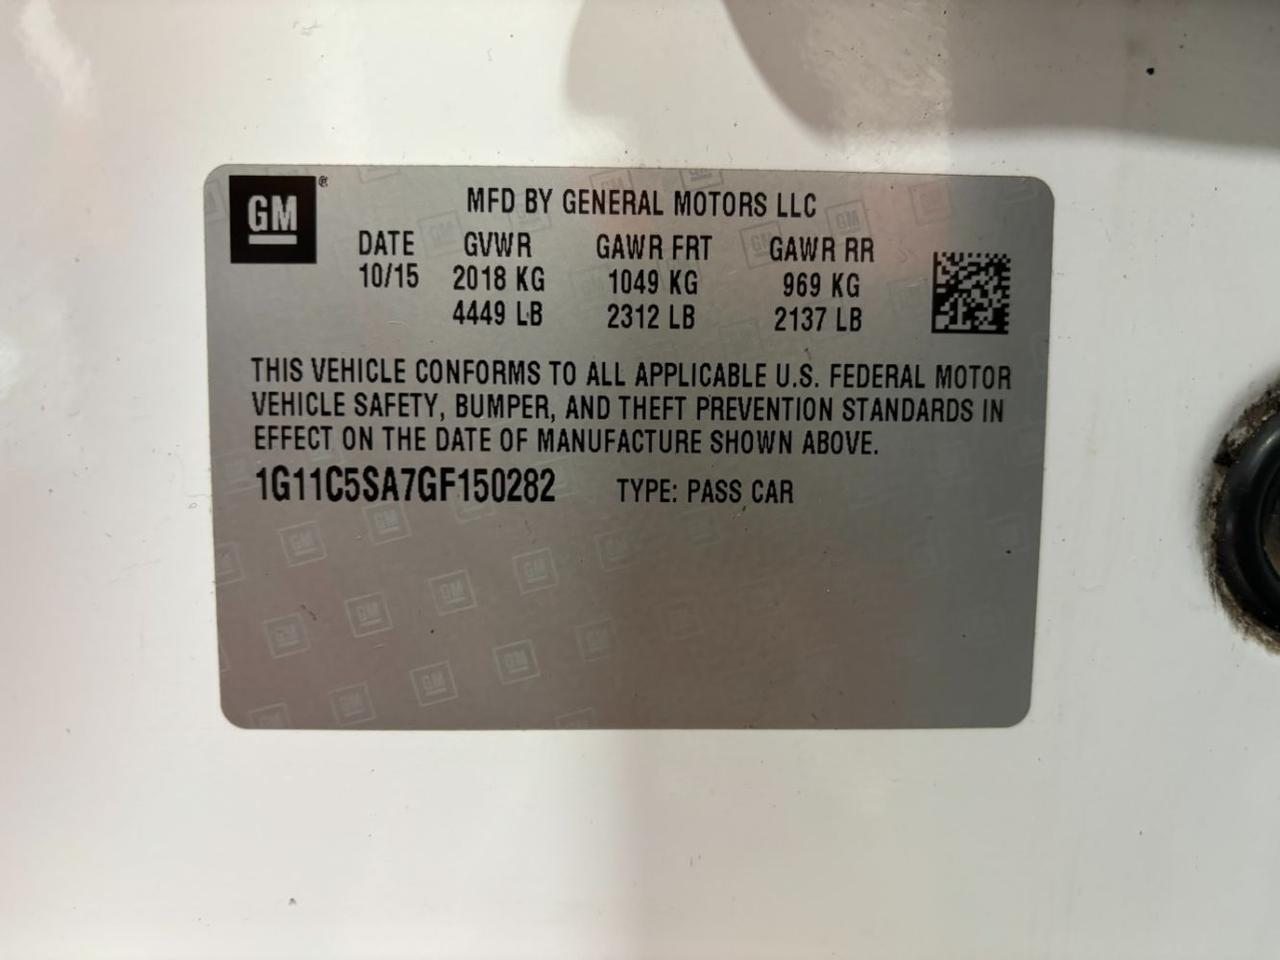 GM®
MFD BY GENERAL MOTORS LLC
DATE GVWR GAWR FRT GAWR RR
10/15 2018 KG 1049 KG 969 KG
4449 LB 2312 LB 2137 LB
THIS VEHICLE CONFORMS TO ALL APPLICABLE U.S. FEDERAL MOTOR
VEHICLE SAFETY, BUMPER, AND THEFT PREVENTION STANDARDS IN
EFFECT ON THE DATE OF MANUFACTURE SHOWN ABOVE.
1G11C5SA7GF150282 TYPE: PASS CAR